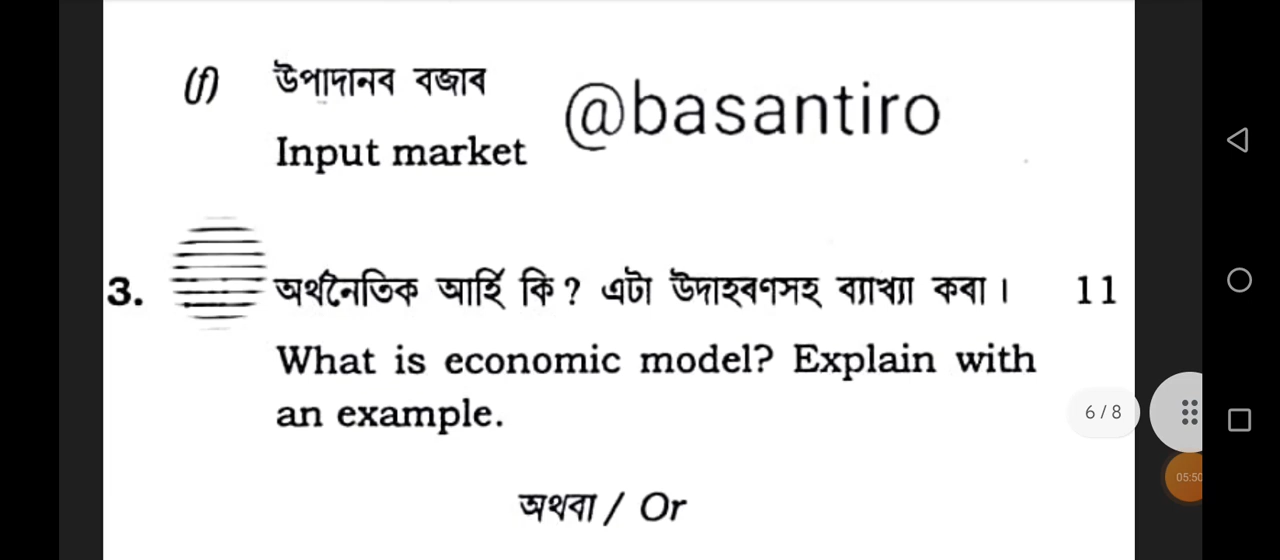 (f) উপাদানৰ বজাৰ
@basantiro
Input market
3. অৰ্থনৈতিক আৰ্হি কি? এটা উদাহৰণসহ ব্যাখ্যা কৰা। 11
What is economic model? Explain with
an example.
6/8
05:50
অথবা / Or